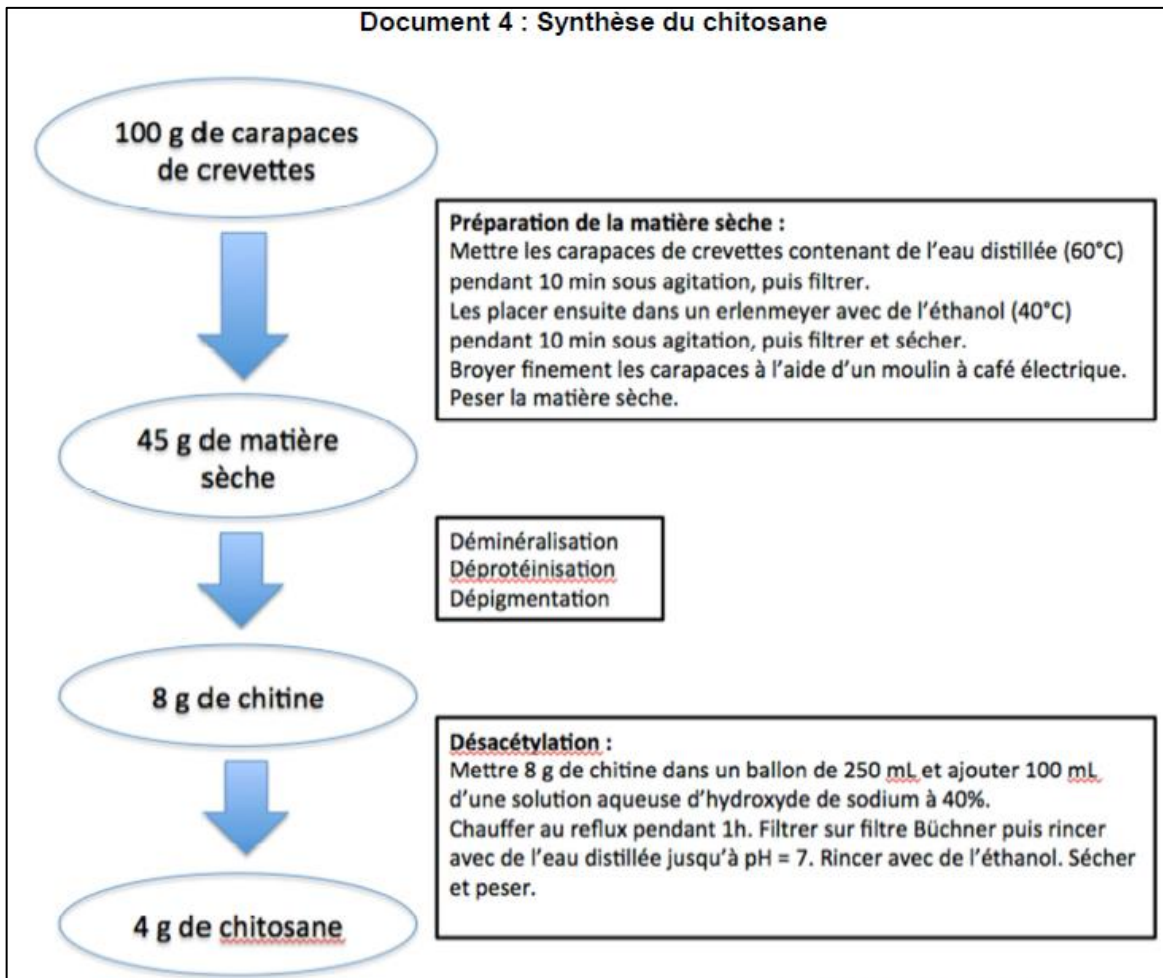 Document 4 : Synthèse du chitosane
100 g de carapaces
de crevettes
Préparation de la matière sèche :
Mettre les carapaces de crevettes contenant de l'eau distillée (60°C)
pendant 10 min sous agitation, puis filtrer.
Les placer ensuite dans un erlenmeyer avec de l'éthanol (40°C)
pendant 10 min sous agitation, puis filtrer et sécher.
Broyer finement les carapaces à l'aide d'un moulin à café électrique.
Peser la matière sèche.
45 g de matière
sèche
Déminéralisation
Déprotéinisation
Dépigmentation
8 g de chitine
Désacétylation :
Mettre 8 g de chitine dans un ballon de 250 mL et ajouter 100 mL
d'une solution aqueuse d'hydroxyde de sodium à 40%.
Chauffer au reflux pendant 1h. Filtrer sur filtre Büchner puis rincer
avec de l'eau distillée jusqu'à pH = 7. Rincer avec de l'éthanol. Sécher
et peser.
4 g de chitosane